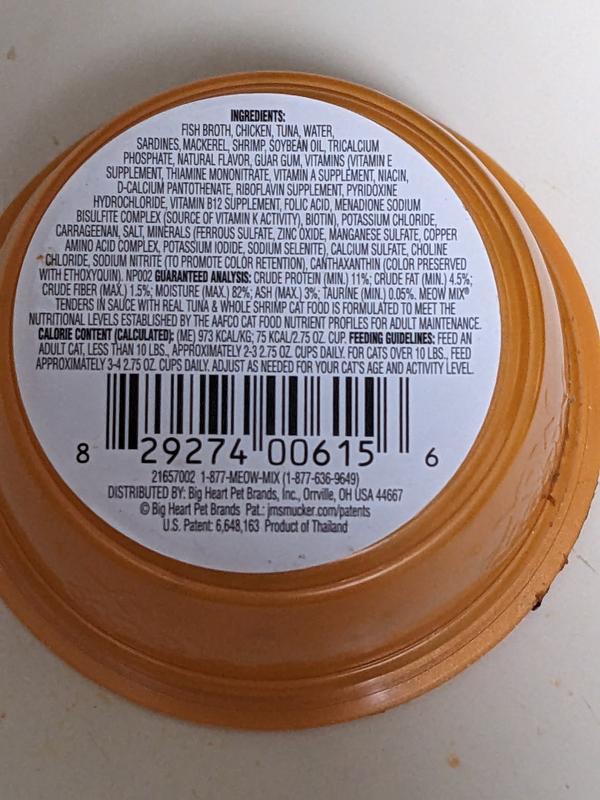 INGREDIENTS:
FISH BROTH, CHICKEN, TUNA, WATER,
SARDINES, MACKEREL, SHRIMP, SOYBEAN OIL, TRICALCIUM
PHOSPHATE, NATURAL FLAVOR, GUAR GUM, VITAMINS (VITAMIN E
SUPPLEMENT, THIAMINE MONONITRATE, VITAMIN A SUPPLEMENT, NIACIN,
D-CALCIUM PANTOTHENATE, RIBOFLAVIN SUPPLEMENT, PYRIDOXINE
HYDROCHLORIDE, VITAMIN B12 SUPPLEMENT, FOLIC ACID, MENADIONE SODIUM
BISULFITE COMPLEX (SOURCE OF VITAMIN K ACTIVITY), BIOTIN), POTASSIUM CHLORIDE,
CARRAGEENAN, SALT, MINERALS (FERROUS SULFATE, ZINC OXIDE, MANGANESE SULFATE, COPPER
AMINO ACID COMPLEX, POTASSIUM IODIDE, SODIUM SELENITE), CALCIUM SULFATE, CHOLINE
CHLORIDE, SODIUM NITRITE (TO PROMOTE COLOR RETENTION), CANTHAXANTHIN (COLOR PRESERVED
WITH ETHOXYQUIN). NP002 GUARANTEED ANALYSIS: CRUDE PROTEIN (MIN.) 11%; CRUDE FAT (MIN.) 4.5%;
CRUDE FIBER (MAX.) 1.5%; MOISTURE (MAX.) 82%; ASH (MAX.) 3%; TAURINE (MIN.) 0.05%. MEOW MIX®
TENDERS IN SAUCE WITH REAL TUNA & WHOLE SHRIMP CAT FOOD IS FORMULATED TO MEET THE
NUTRITIONAL LEVELS ESTABLISHED BY THE AAFCO CAT FOOD NUTRIENT PROFILES FOR ADULT MAINTENANCE.
CALORIE CONTENT (CALCULATED): (ME) 973 KCAL/KG; 75 KCAL/2.75 OZ. CUP. FEEDING GUIDELINES: FEED AN
ADULT CAT, LESS THAN 10 LBS., APPROXIMATELY 2-3 2.75 OZ. CUPS DAILY. FOR CATS OVER 10 LBS., FEED
APPROXIMATELY 3-4 2.75 OZ. CUPS DAILY. ADJUST AS NEEDED FOR YOUR CAT'S AGE AND ACTIVITY LEVEL.
8 29274 00615 6
21657002 1-877-MEOW-MIX (1-877-636-9649)
DISTRIBUTED BY: Big Heart Pet Brands, Inc., Orrville, OH USA 44667
© Big Heart Pet Brands Pat.: jmsmucker.com/patents
U.S. Patent: 6,648,163 Product of Thailand